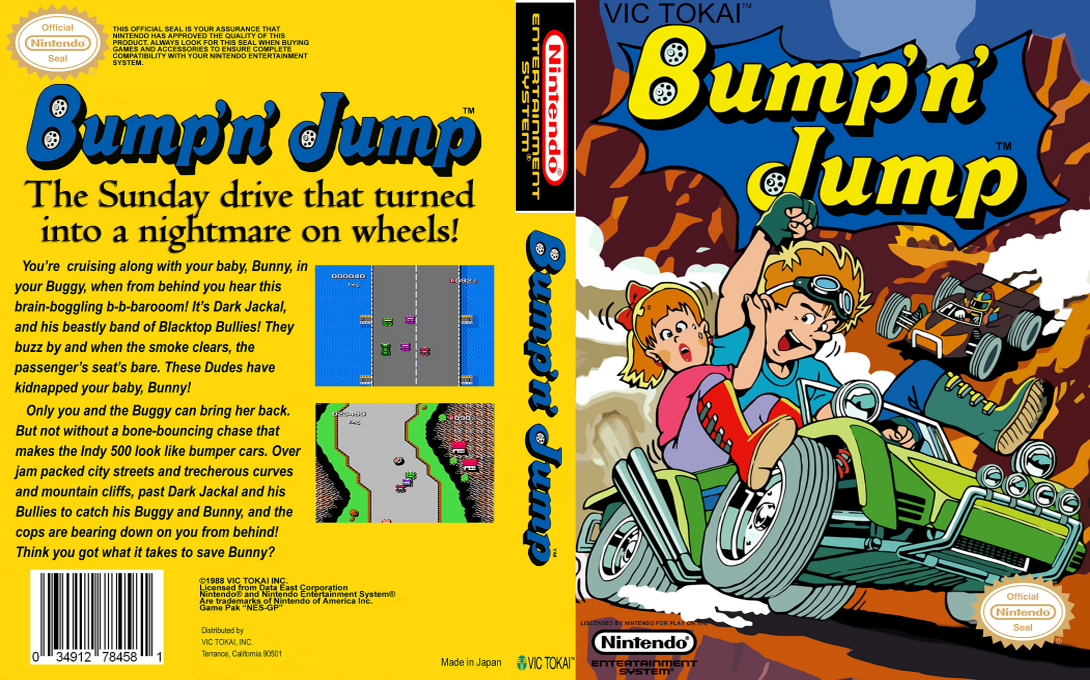 Official
Nintendo
Seal
THIS OFFICIAL SEAL IS YOUR ASSURANCE THAT
NINTENDO HAS APPROVED THE QUALITY OF THIS
PRODUCT. ALWAYS LOOK FOR THIS SEAL WHEN BUYING
GAMES AND ACCESSORIES TO ENSURE COMPLETE
COMPATIBILITY WITH YOUR NINTENDO ENTERTAINMENT
SYSTEM.
Bump'n' Jump™
The Sunday drive that turned
into a nightmare on wheels!
You're cruising along with your baby, Bunny, in
your Buggy, when from behind you hear this
brain-boggling b-b-barooom! It's Dark Jackal,
and his beastly band of Blacktop Bullies! They
buzz by and when the smoke clears, the
passenger's seat's bare. These Dudes have
kidnapped your baby, Bunny!
Only you and the Buggy can bring her back.
But not without a bone-bouncing chase that
makes the Indy 500 look like bumper cars. Over
jam packed city streets and trecherous curves
and mountain cliffs, past Dark Jackal and his
Bullies to catch his Buggy and Bunny, and the
cops are bearing down on you from behind!
Think you got what it takes to save Bunny?
000040
©1988 VIC TOKAI INC.
Licensed from Data East Corporation
Nintendo® and Nintendo Entertainment System®
Are trademarks of Nintendo of America Inc.
Game Pak "NES-GP"
Distributed by
VIC TOKAI, INC.
Terrance, California 90501
0 34912 78458 1
Made in Japan
Nintendo®
ENTERTAINMENT
SYSTEM®
Bump'n' Jump™
VIC TOKAI™
VIC TOKAI™
Bump'n'
Jump™
LISCENSED BY NINTENDO FOR PLAY ON THE
Nintendo®
ENTERTAINMENT
SYSTEM®
Official
Nintendo
Seal